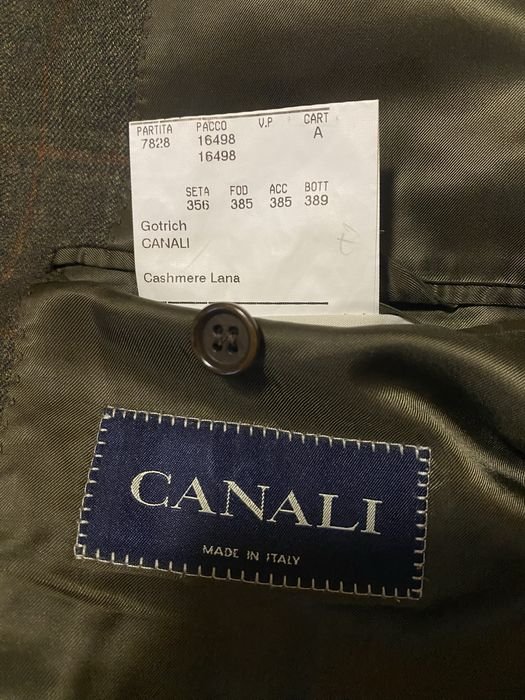 PARTITA PACCO V.P CART
7828 16498 A
16498
SETA FOD ACC BOTT
356 385 385 389
Gotrich
CANALI
Cashmere Lana
CANALI
MADE IN ITALY